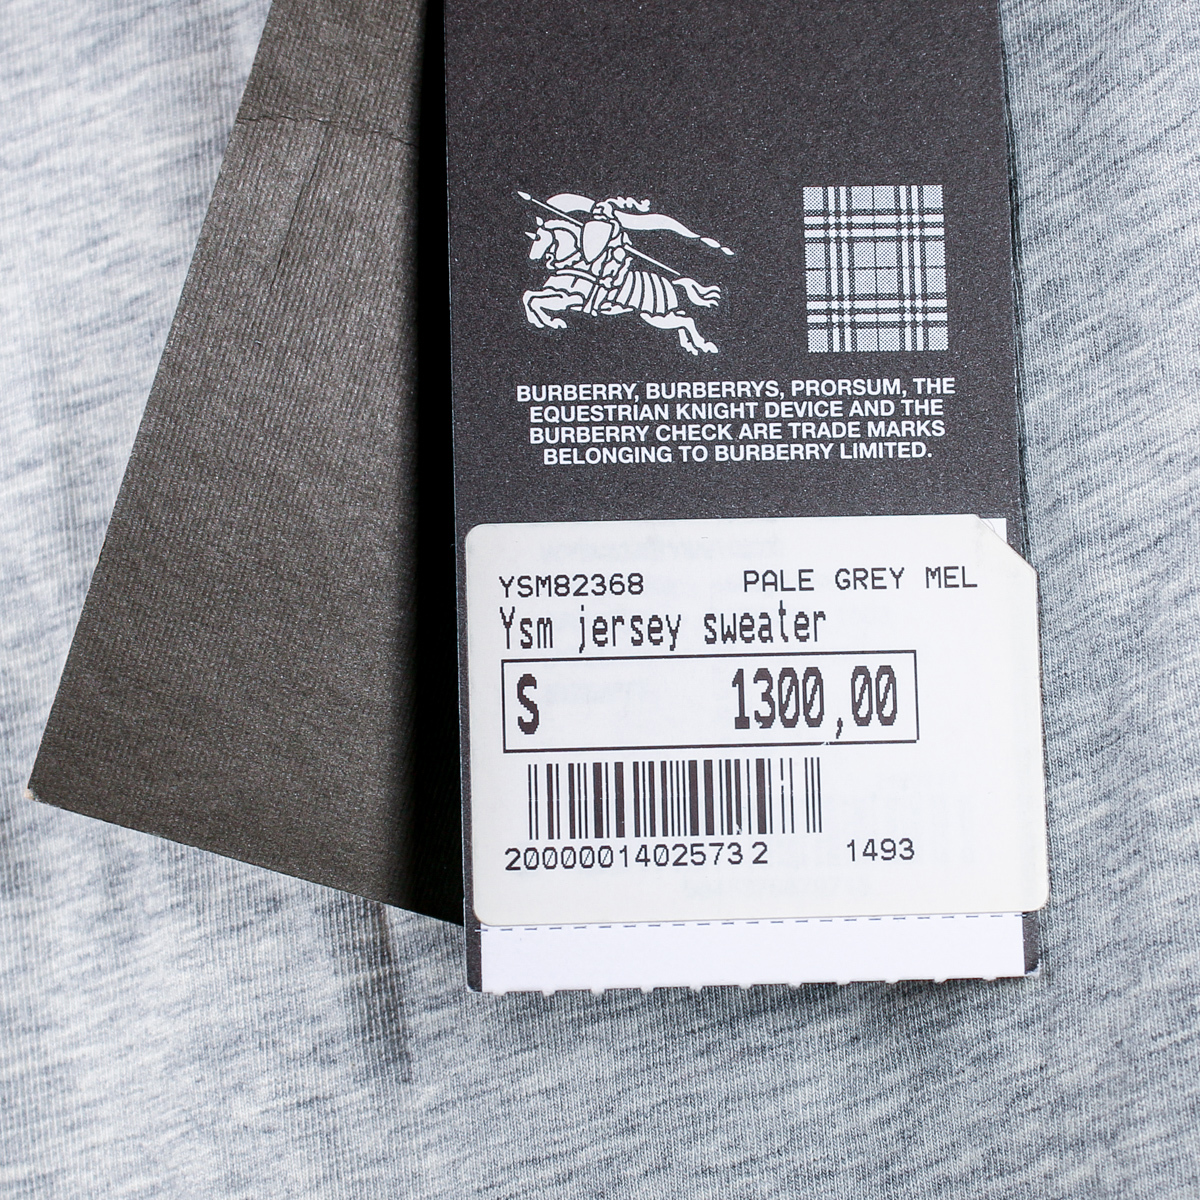 BURBERRY, BURBERRYS, PRORSUM, THE
EQUESTRIAN KNIGHT DEVICE AND THE
BURBERRY CHECK ARE TRADE MARKS
BELONGING TO BURBERRY LIMITED.
YSM82368 PALE GREY MEL
Ysm jersey sweater
S 1300,00
2000001402573 2 1493